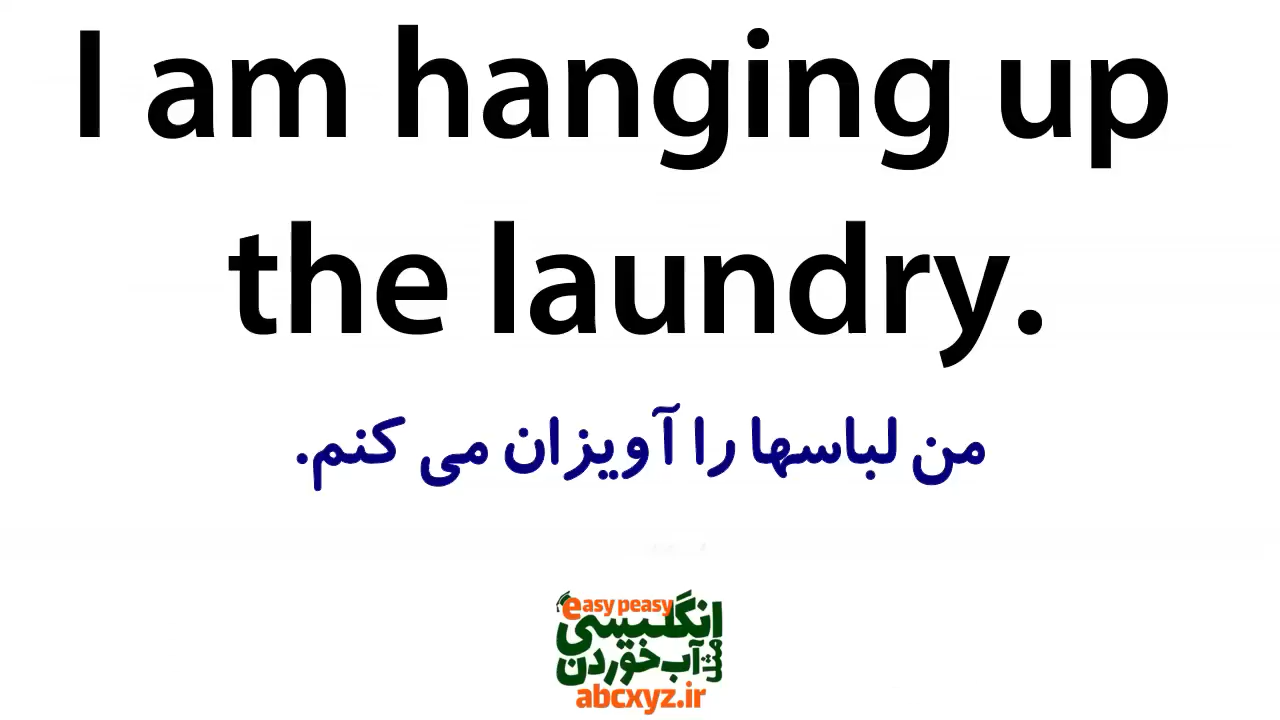 I am hanging up
the laundry.
من لباسها را آویزان می کنم.
easy peasy
انگلیسی
مثل آب خوردن
abcxyz.ir